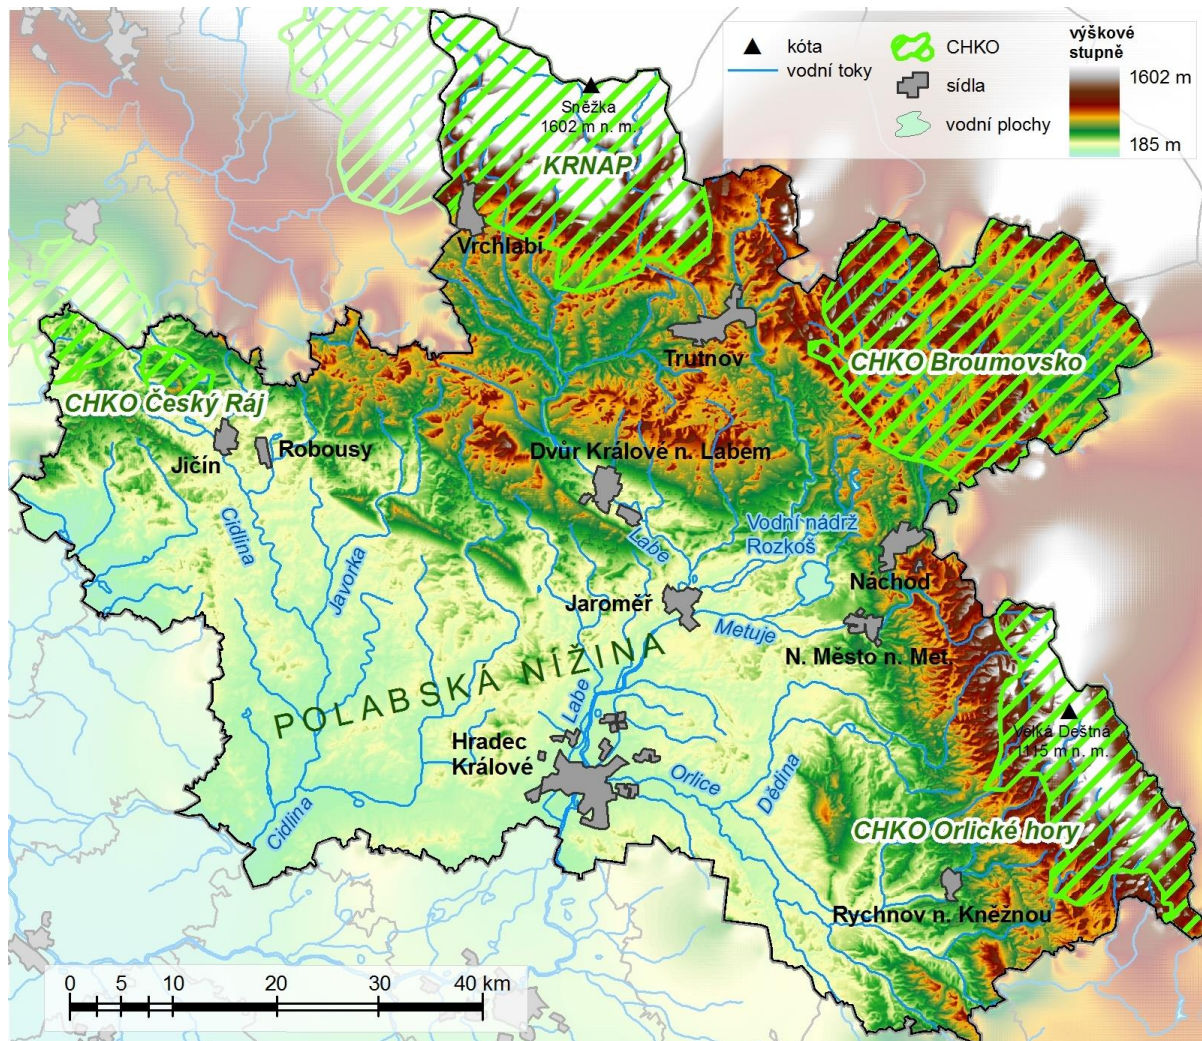 kóta
vodní toky
CHKO
sídla
vodní plochy
výškové
stupně
1602 m
185 m
Sněžka
1602 m n. m.
KRNAP
Vrchlabí
Trutnov
CHKO Broumovsko
CHKO Český Ráj
Jičín
Robousy
Dvůr Králové n. Labem
Cidlina
Javorka
Labe
Vodní nádrž
Rozkoš
Náchod
Jaroměř
Metuje
N. Město n. Met.
POLABSKÁ NÍŽINA
Labe
Velká Deštná
1115 m n. m.
Hradec
Králové
Orlice
Dědina
Cidlina
CHKO Orlické hory
Rychnov n. Kněžnou
0 5 10 20 30 40 km